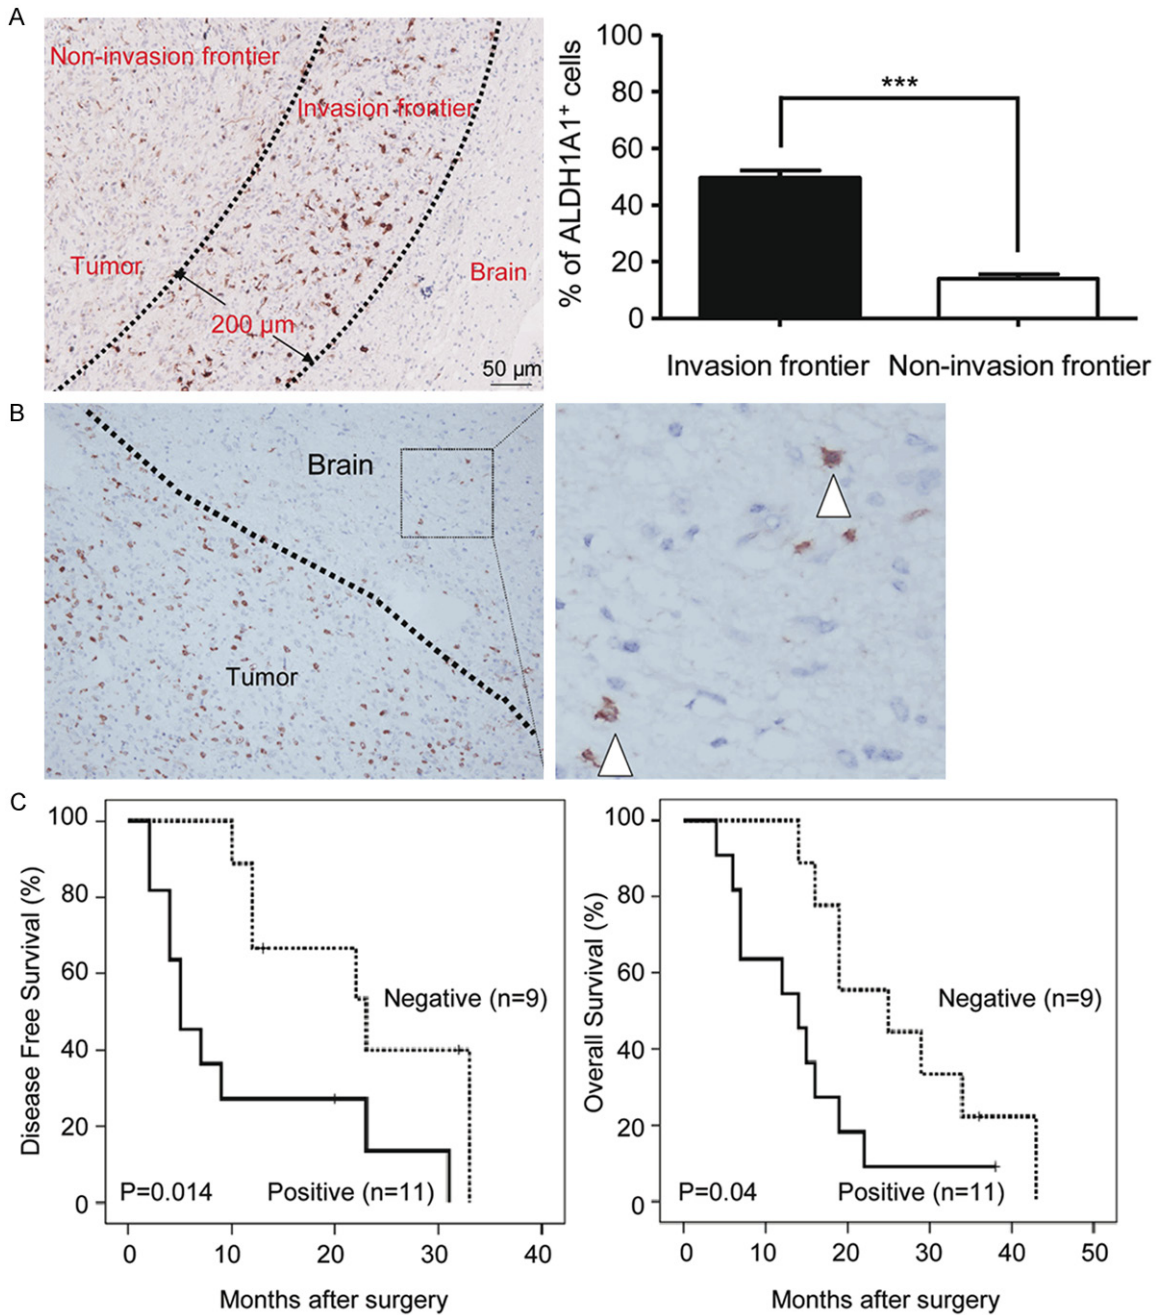 A
Non-invasion frontier
Invasion frontier
Tumor
Brain
200 µm
50 µm
% of ALDH1A1+ cells
100
80
60
40
20
0
***
Invasion frontier
Non-invasion frontier
B
Brain
Tumor
C
Disease Free Survival (%)
100
80
60
40
20
0
Negative (n=9)
P=0.014
Positive (n=11)
0
10
20
30
40
Months after surgery
Overall Survival (%)
100
80
60
40
20
0
Negative (n=9)
P=0.04
Positive (n=11)
0
10
20
30
40
50
Months after surgery